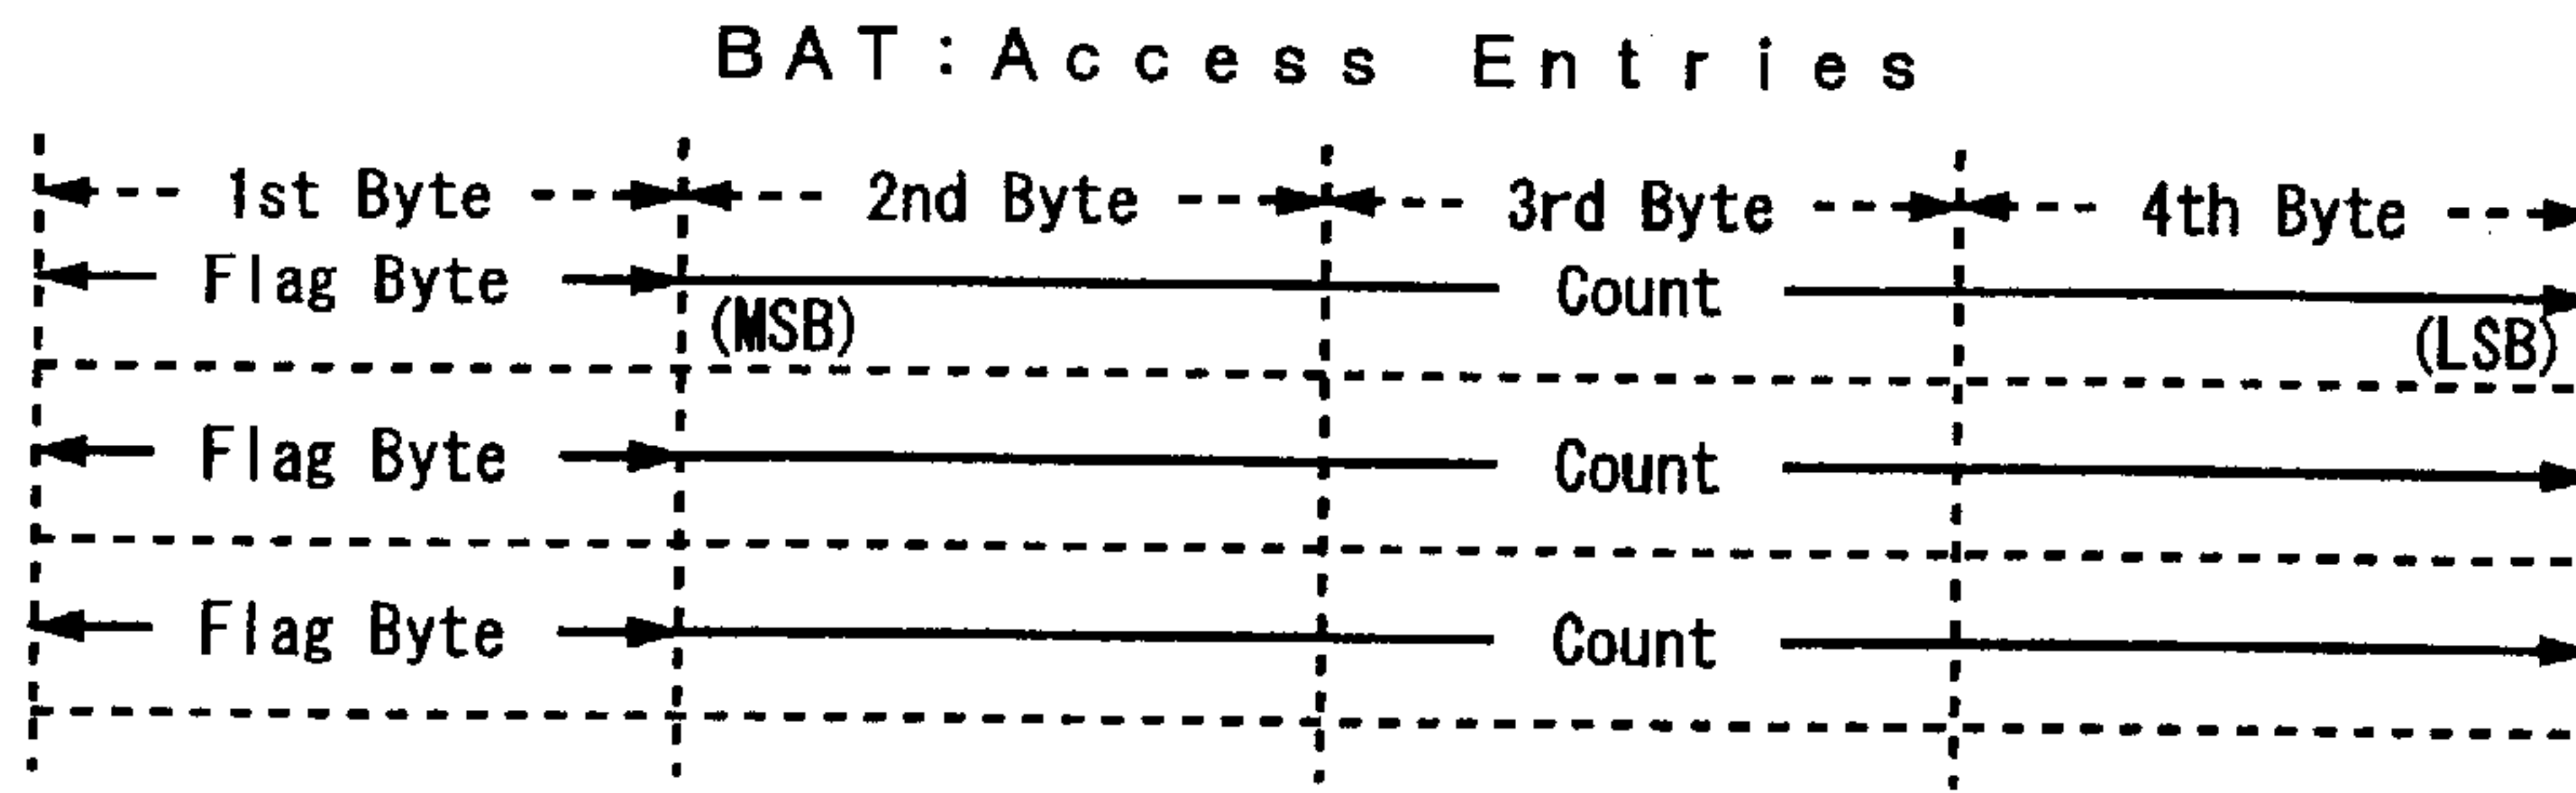 BAT:Access Entries
1st Byte 2nd Byte 3rd Byte 4th Byte
Flag Byte Count
(MSB) (LSB)
Flag Byte Count
Flag Byte Count